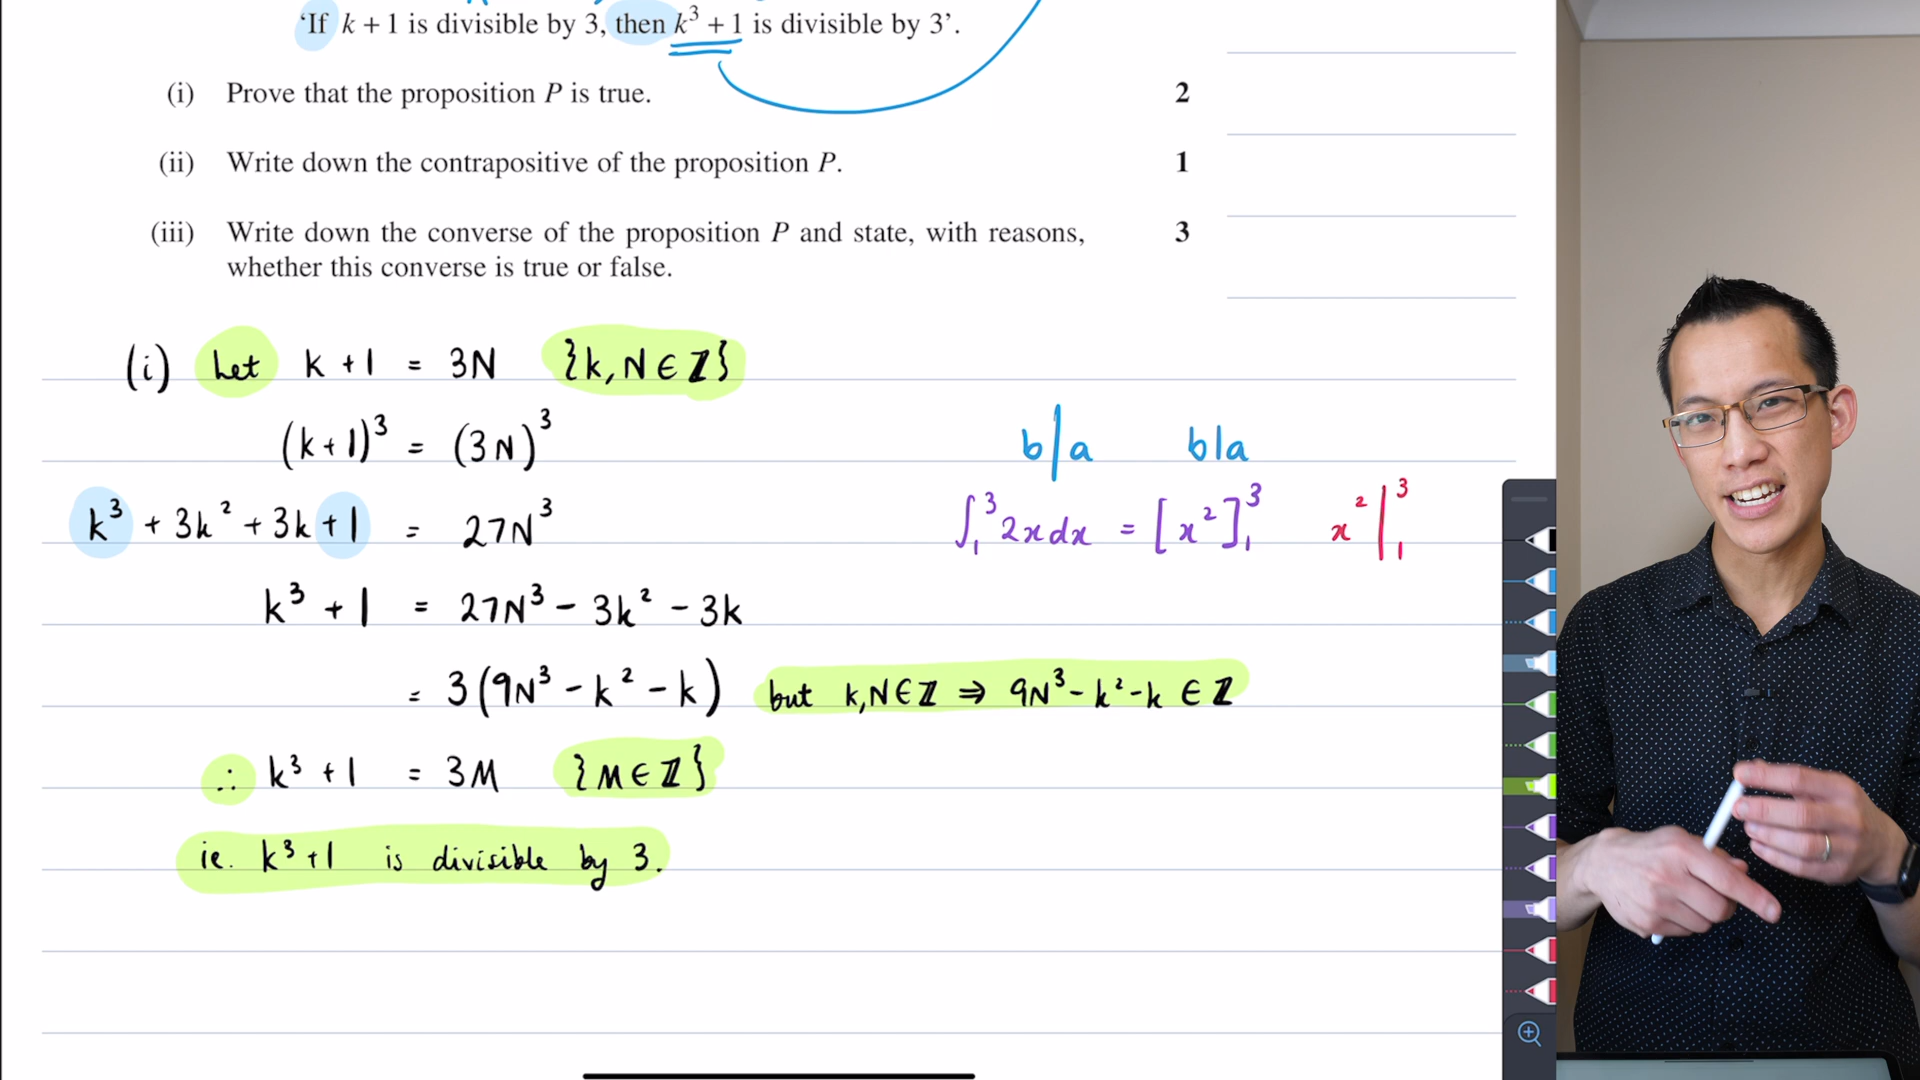 ‘If k + 1 is divisible by 3, then k³ + 1 is divisible by 3’.
(i) Prove that the proposition P is true. 2
(ii) Write down the contrapositive of the proposition P. 1
(iii) Write down the converse of the proposition P and state, with reasons, 3
whether this converse is true or false.
(i) Let k + 1 = 3N {k, N ∈ ℤ}
(k + 1)³ = (3N)³
b|a b|a
k³ + 3k² + 3k + 1 = 27N³
∫₁³ 2x dx = [x²]₁³ x²|₁³
k³ + 1 = 27N³ - 3k² - 3k
= 3(9N³ - k² - k) but k, N ∈ ℤ ⇒ 9N³ - k² - k ∈ ℤ
∴ k³ + 1 = 3M {M ∈ ℤ}
ie. k³ + 1 is divisible by 3.